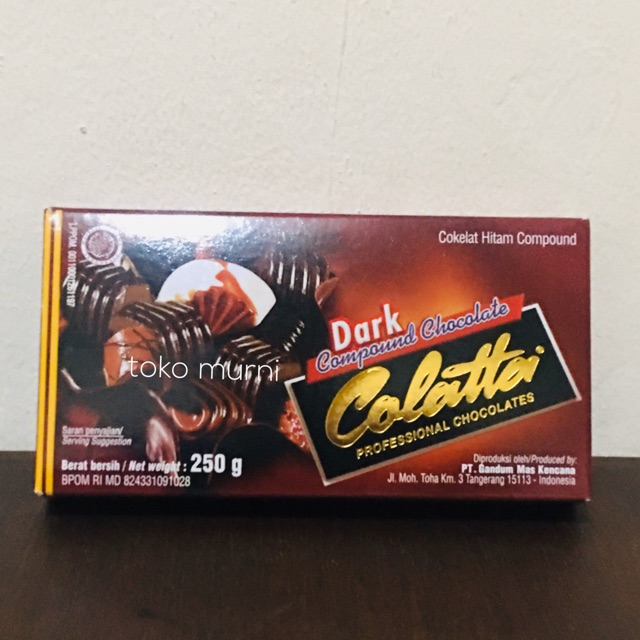 Cokelat Hitam Compound
Dark
Compound Chocolate
Colatta
PROFESSIONAL CHOCOLATES
toko murni
Saran penyajian/
Serving Suggestion
Berat bersih / Net weight : 250 g
BPOM RI MD 824331091028
Diproduksi oleh/Produced by:
PT. Gandum Mas Kencana
Jl. Moh. Toha Km. 3 Tangerang 15113 - Indonesia